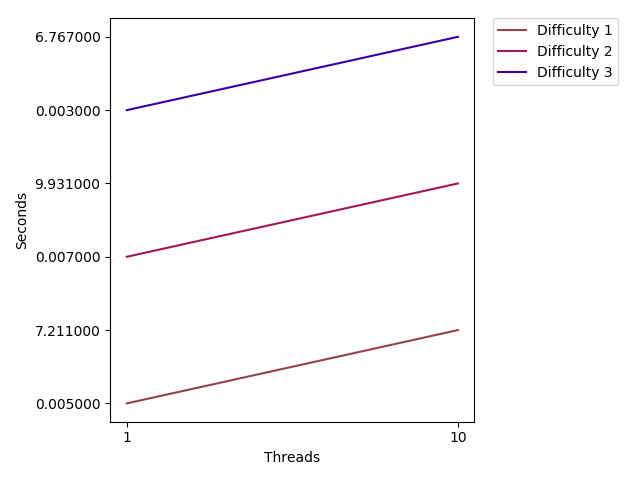 6.767000
0.003000
9.931000
0.007000
7.211000
0.005000
Seconds
1
10
Threads
Difficulty 1
Difficulty 2
Difficulty 3